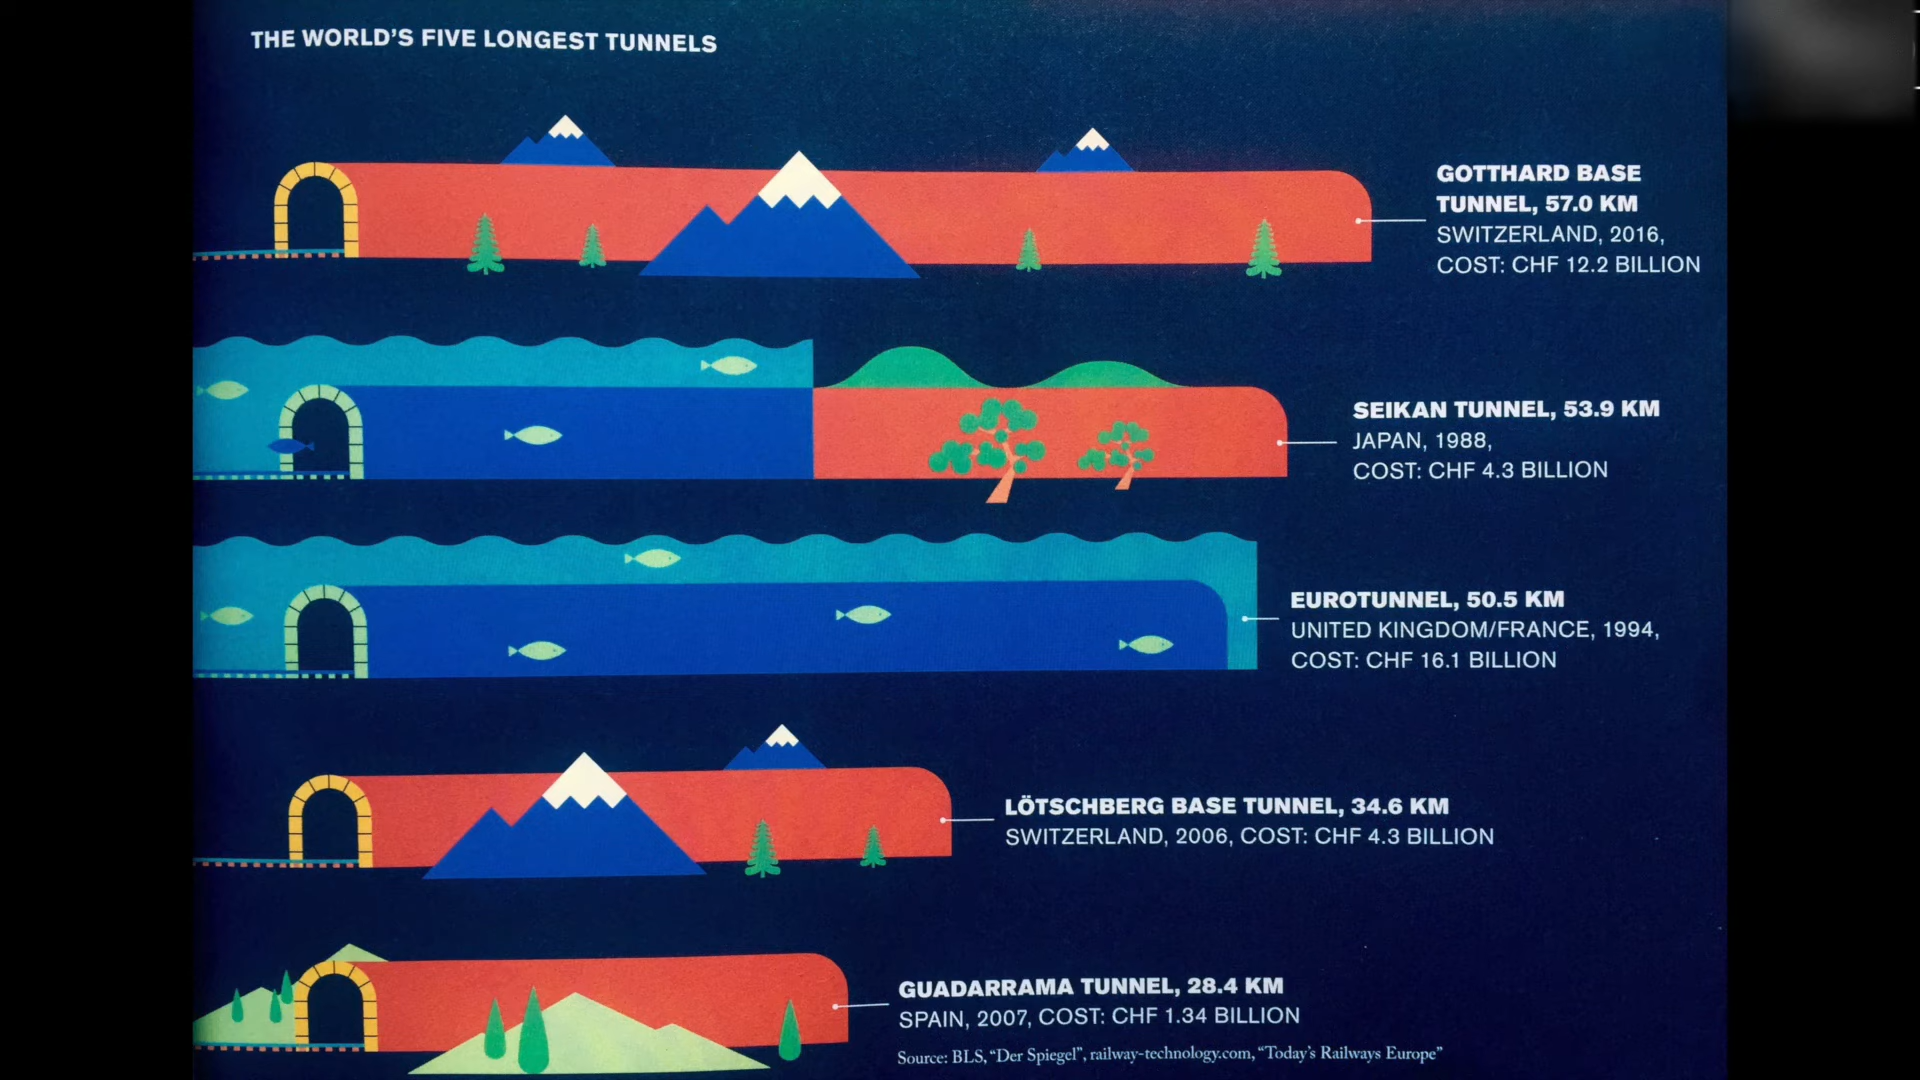 THE WORLD'S FIVE LONGEST TUNNELS
GOTTHARD BASE
TUNNEL, 57.0 KM
SWITZERLAND, 2016,
COST: CHF 12.2 BILLION
SEIKAN TUNNEL, 53.9 KM
JAPAN, 1988,
COST: CHF 4.3 BILLION
EUROTUNNEL, 50.5 KM
UNITED KINGDOM/FRANCE, 1994,
COST: CHF 16.1 BILLION
LÖTSCHBERG BASE TUNNEL, 34.6 KM
SWITZERLAND, 2006, COST: CHF 4.3 BILLION
GUADARRAMA TUNNEL, 28.4 KM
SPAIN, 2007, COST: CHF 1.34 BILLION
Source: BLS, “Der Spiegel”, railway-technology.com, “Today’s Railways Europe”